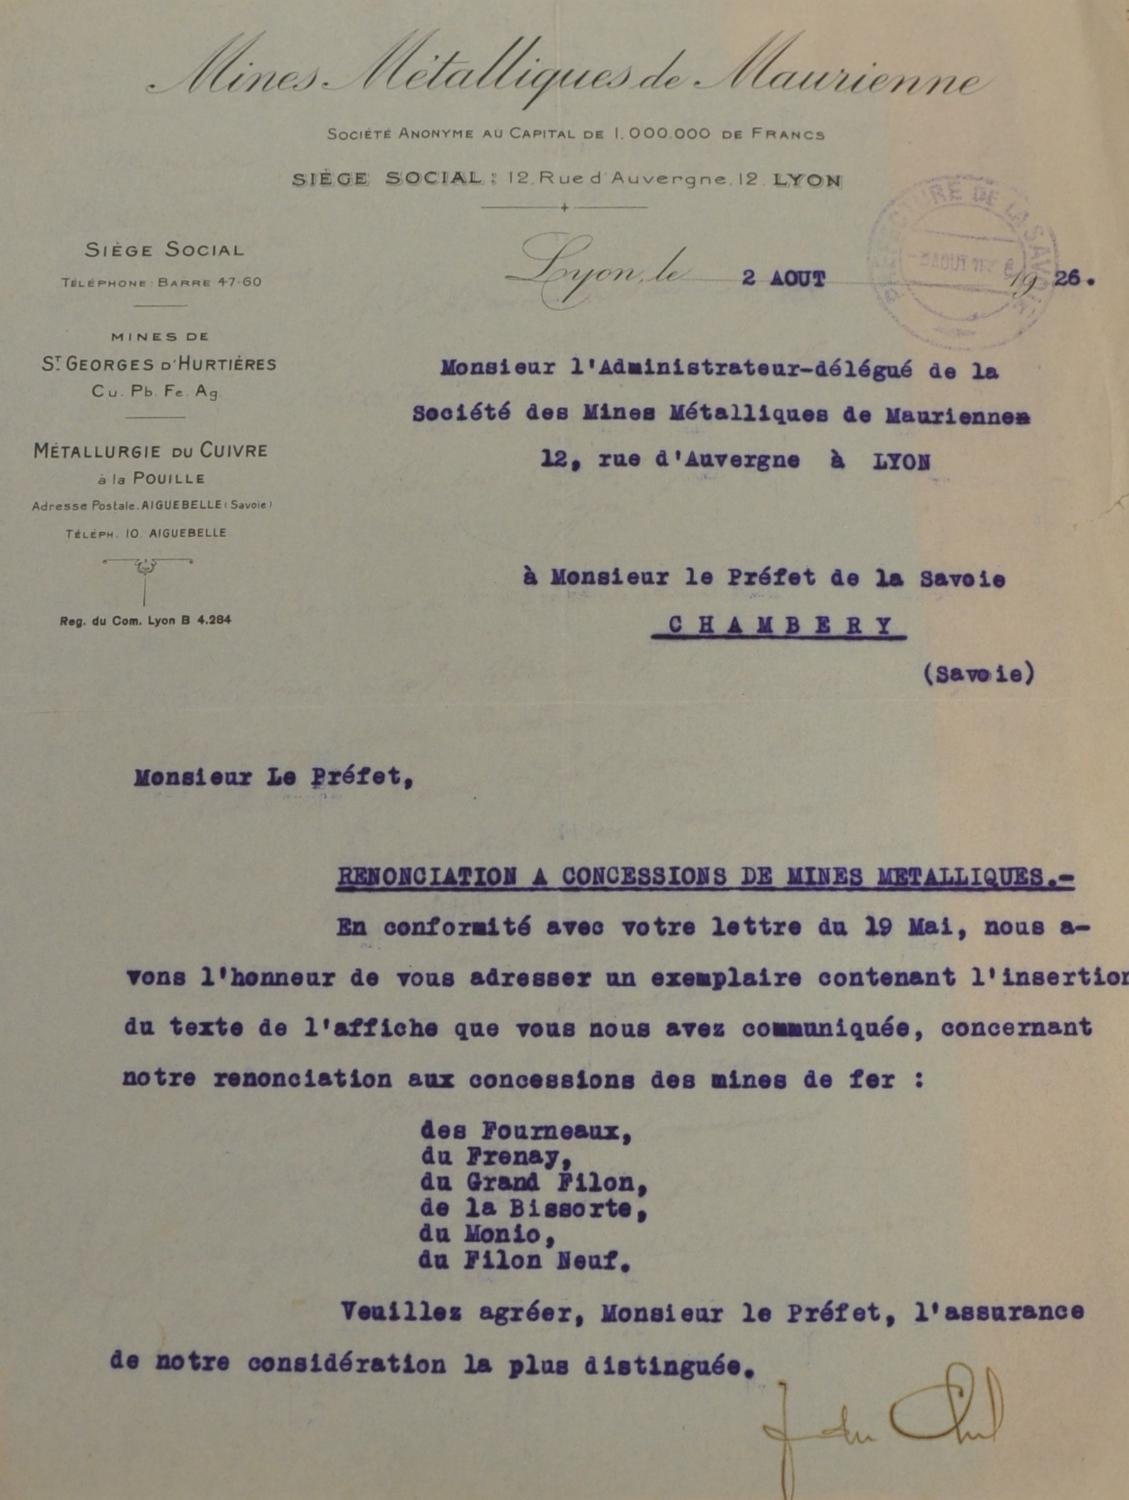 Mines Métalliques de Maurienne
Société Anonyme au Capital de 1.000.000 de Francs
SIÈGE SOCIAL : 12, Rue d'Auvergne, 12. LYON
Siège Social
Téléphone : Barre 47-60
MINES DE
St. Georges d'Hurtières
Cu. Pb. Fe. Ag.
Métallurgie du Cuivre
à la Pouille
Adresse Postale. AIGUEBELLE (Savoie)
Téléph. 10. AIGUEBELLE
Reg. du Com. Lyon B 4.284
Lyon, le 2 AOUT 1926.
PREFECTURE DE LA SAVOIE
AOUT
Monsieur l'Administrateur-délégué de la
Société des Mines Métalliques de Maurienne
12, rue d'Auvergne à LYON
à Monsieur le Préfet de la Savoie
CHAMBERY
(Savoie)
Monsieur Le Préfet,
RENONCIATION A CONCESSIONS DE MINES METALLIQUES.-
En conformité avec votre lettre du 19 Mai, nous a-
vons l'honneur de vous adresser un exemplaire contenant l'insertion
du texte de l'affiche que vous nous avez communiquée, concernant
notre renonciation aux concessions des mines de fer :
des Fourneaux,
du Frenay,
du Grand Filon,
de la Bissorte,
du Monio,
du Filon Neuf.
Veuillez agréer, Monsieur le Préfet, l'assurance
de notre considération la plus distinguée.